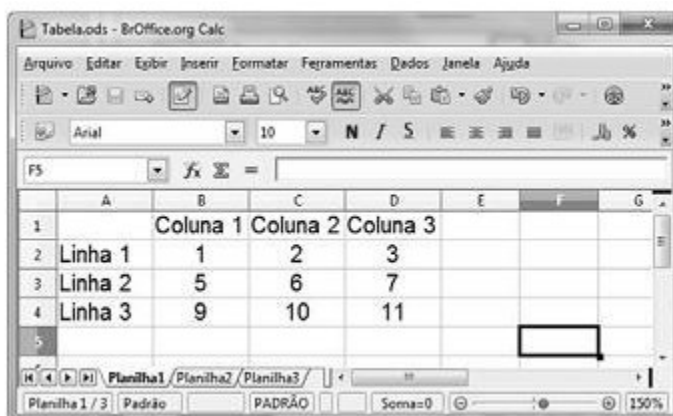 Tabela.ods - BrOffice.org Calc
Arquivo Editar Exibir Inserir Formatar Ferramentas Dados Janela Ajuda
Arial 10 N I S %
F5 fx Σ =
A B C D E F G
1 Coluna 1 Coluna 2 Coluna 3
2 Linha 1 1 2 3
3 Linha 2 5 6 7
4 Linha 3 9 10 11
5
Planilha1 / Planilha2 / Planilha3 /
Planilha 1 / 3 Padrão PADRÃO Soma=0 150%